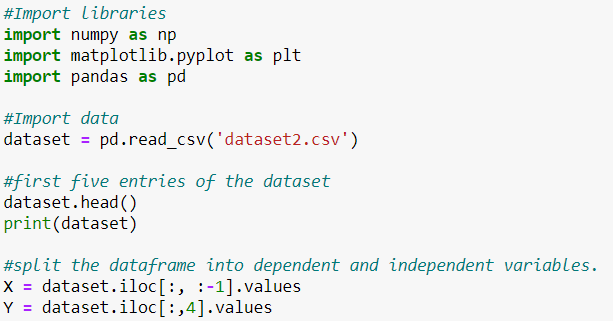 #Import libraries
import numpy as np
import matplotlib.pyplot as plt
import pandas as pd
#Import data
dataset = pd.read_csv('dataset2.csv')
#first five entries of the dataset
dataset.head()
print(dataset)
#split the dataframe into dependent and independent variables.
X = dataset.iloc[:, :-1].values
Y = dataset.iloc[:,4].values